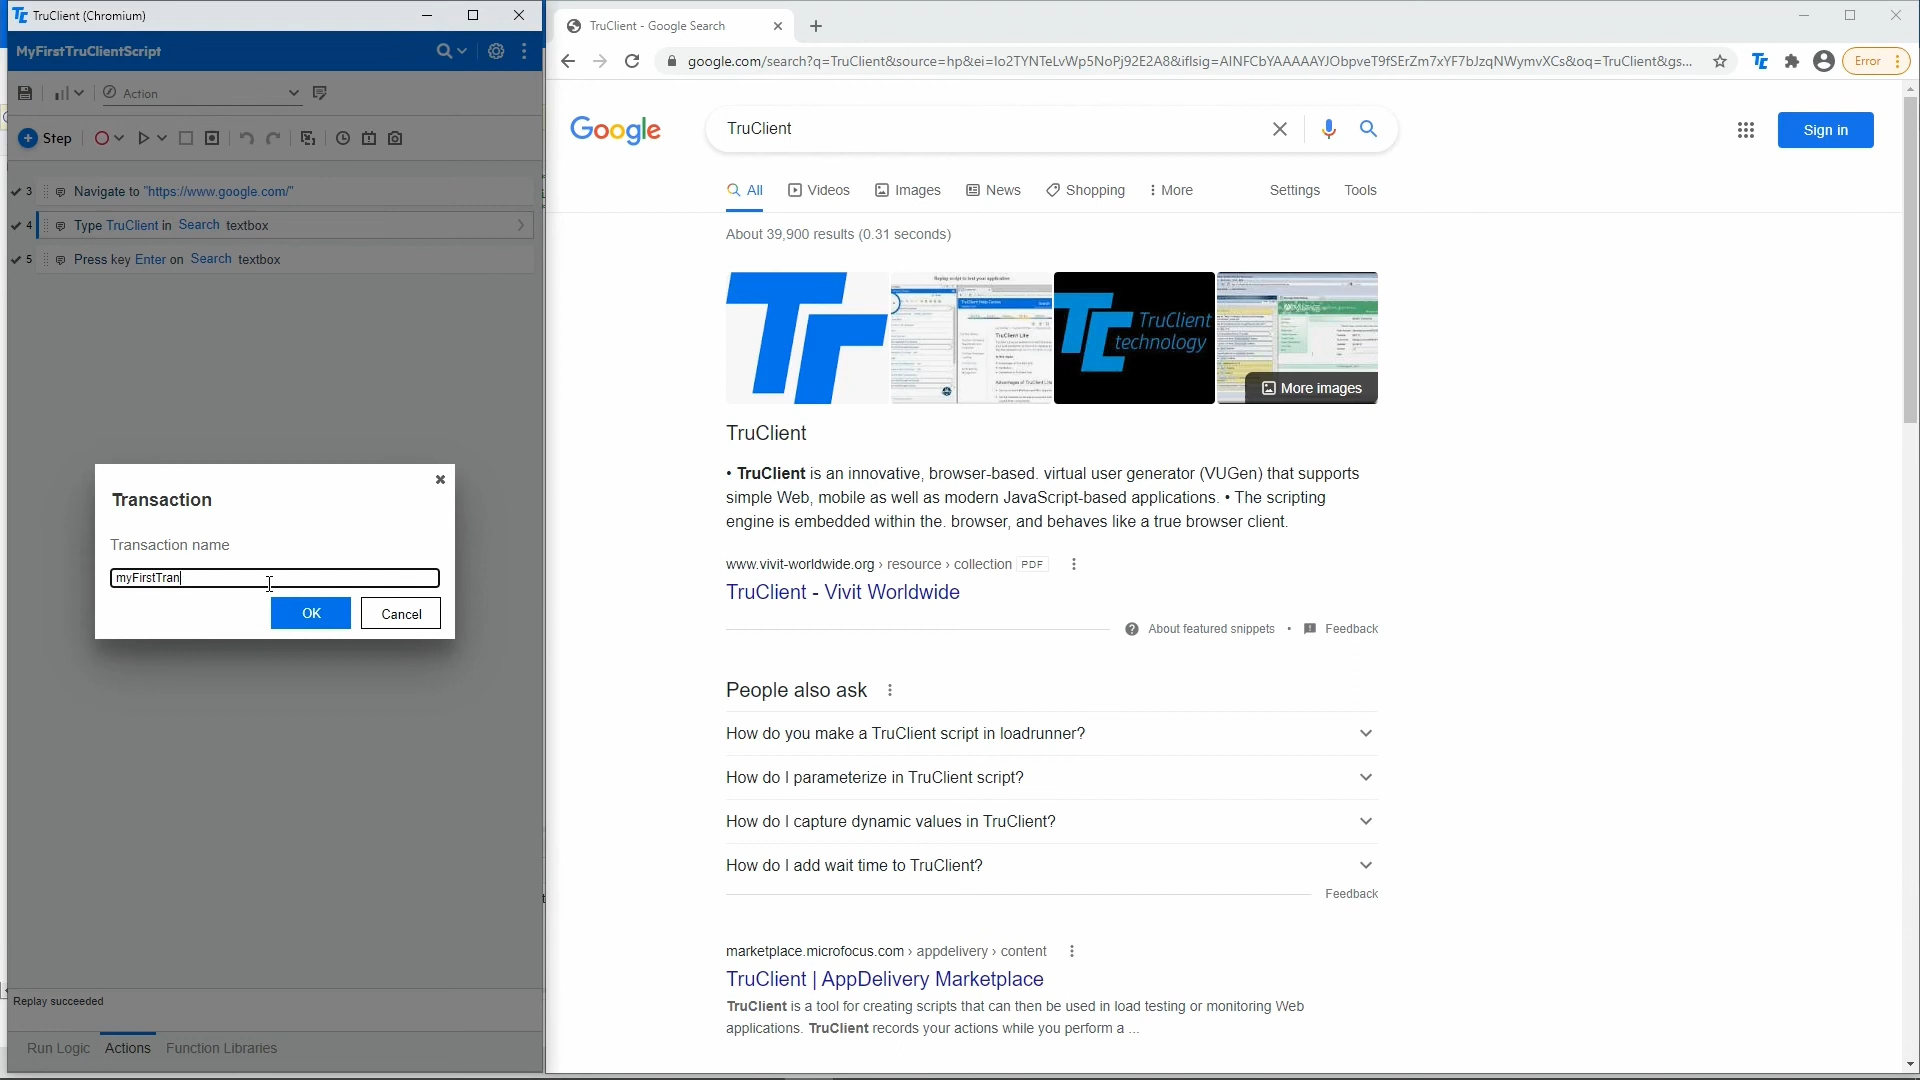 TruClient (Chromium)
MyFirstTruClientScript
Action
Step
3 Navigate to "https://www.google.com/"
4 Type TruClient in Search textbox
5 Press key Enter on Search textbox
Transaction
Transaction name
myFirstTran
OK
Cancel
Replay succeeded
Run Logic
Actions
Function Libraries
TruClient - Google Search
google.com/search?q=TruClient&source=hp&ei=Io2TYNTeLvWp5NoPj92E2A8&iflsig=AINFCbYAAAAAYJObpveT9fSErZm7xYF7bJzqNWymvXCs&oq=TruClient&gs...
Error
Google
TruClient
Sign in
All
Videos
Images
News
Shopping
More
Settings
Tools
About 39,900 results (0.31 seconds)
Replay script to test your application
TruClient
technology
More images
TruClient
• TruClient is an innovative, browser-based. virtual user generator (VUGen) that supports
simple Web, mobile as well as modern JavaScript-based applications. • The scripting
engine is embedded within the. browser, and behaves like a true browser client.
www.vivit-worldwide.org › resource › collection PDF
TruClient - Vivit Worldwide
About featured snippets • Feedback
People also ask
How do you make a TruClient script in loadrunner?
How do I parameterize in TruClient script?
How do I capture dynamic values in TruClient?
How do I add wait time to TruClient?
Feedback
marketplace.microfocus.com › appdelivery › content
TruClient | AppDelivery Marketplace
TruClient is a tool for creating scripts that can then be used in load testing or monitoring Web
applications. TruClient records your actions while you perform a ...